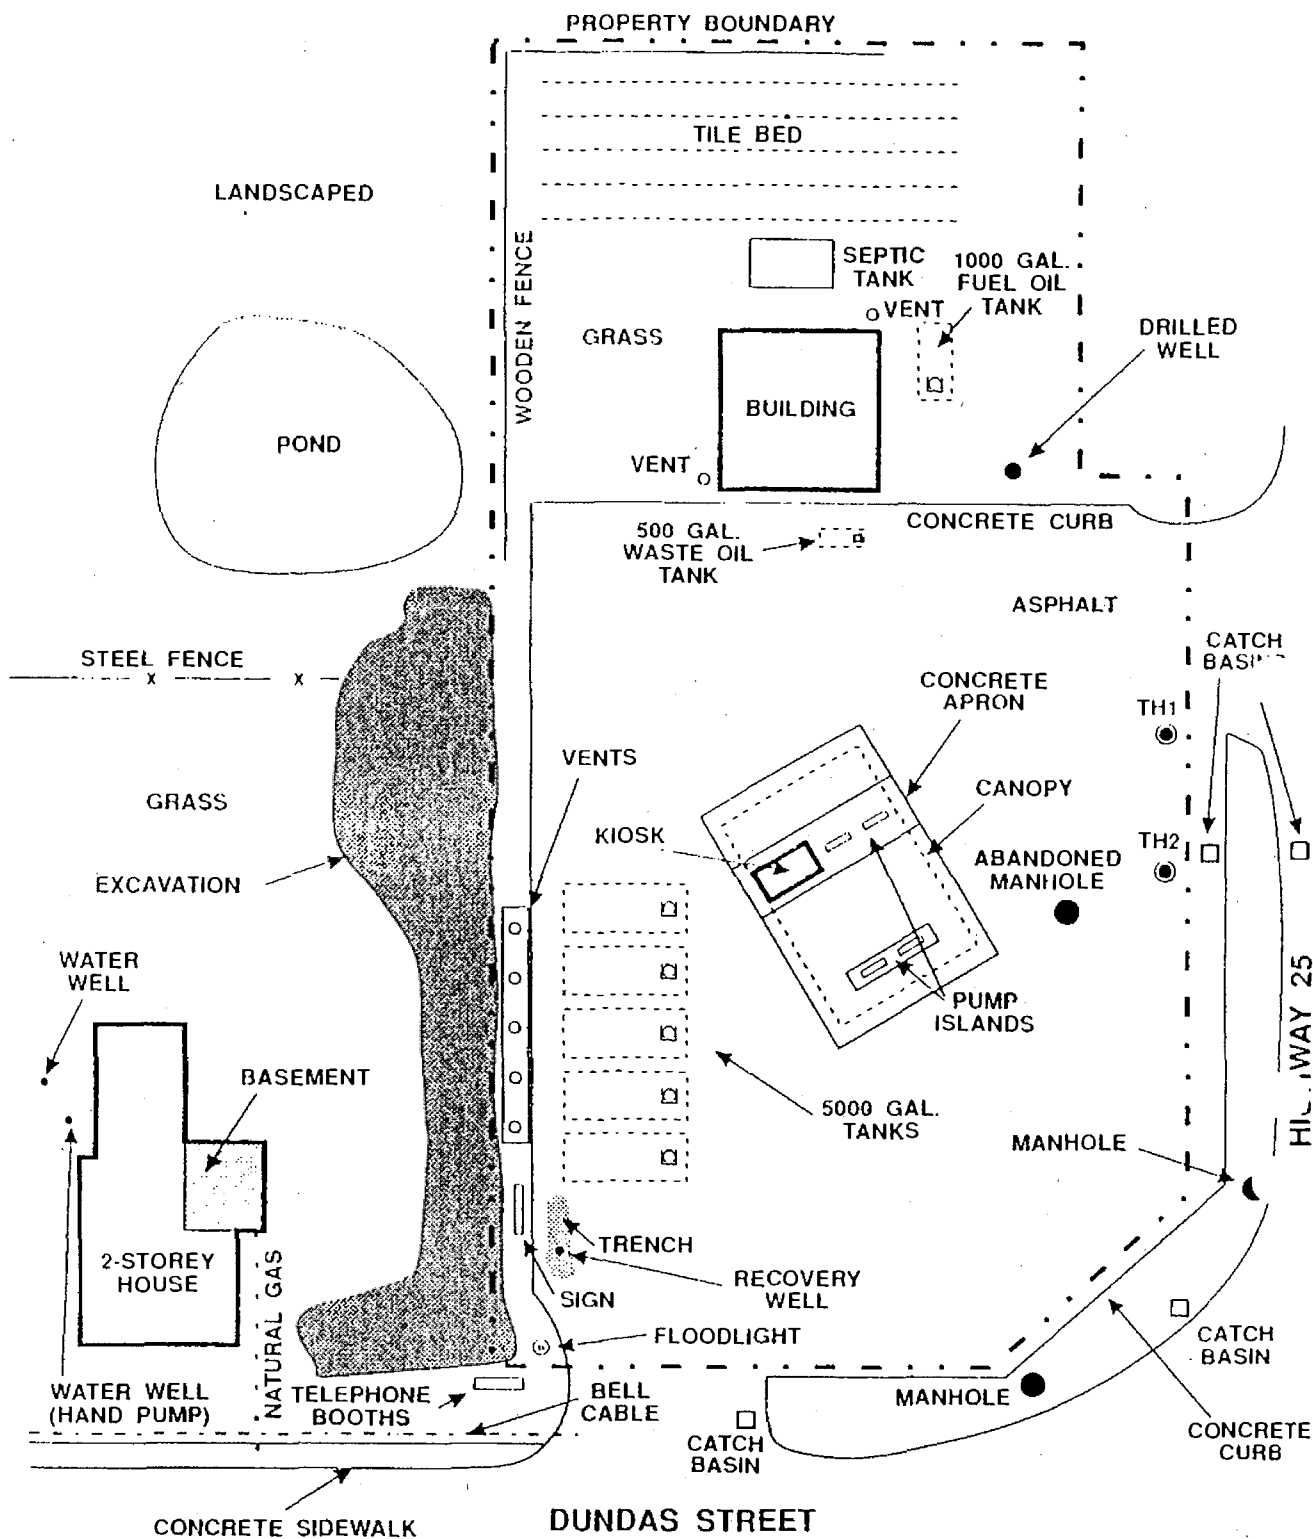 PROPERTY BOUNDARY
TILE BED
LANDSCAPED
WOODEN FENCE
SEPTIC
TANK
1000 GAL.
FUEL OIL
TANK
VENT
GRASS
DRILLED
WELL
BUILDING
POND
VENT
CONCRETE CURB
500 GAL.
WASTE OIL
TANK
ASPHALT
STEEL FENCE
x
x
CATCH
CONCRETE
APRON
TH1
VENTS
GRASS
CANOPY
KIOSK
TH2
ABANDONED
MANHOLE
EXCAVATION
WATER
WELL
PUMP
ISLANDS
WAY 25
BASEMENT
5000 GAL.
TANKS
MANHOLE
TRENCH
2-STOREY
HOUSE
RECOVERY
WELL
NATURAL GAS
SIGN
FLOODLIGHT
CATCH
BASIN
WATER WELL
(HAND PUMP)
TELEPHONE
BOOTHS
BELL
CABLE
MANHOLE
CATCH
BASIN
CONCRETE
CURB
CONCRETE SIDEWALK
DUNDAS STREET